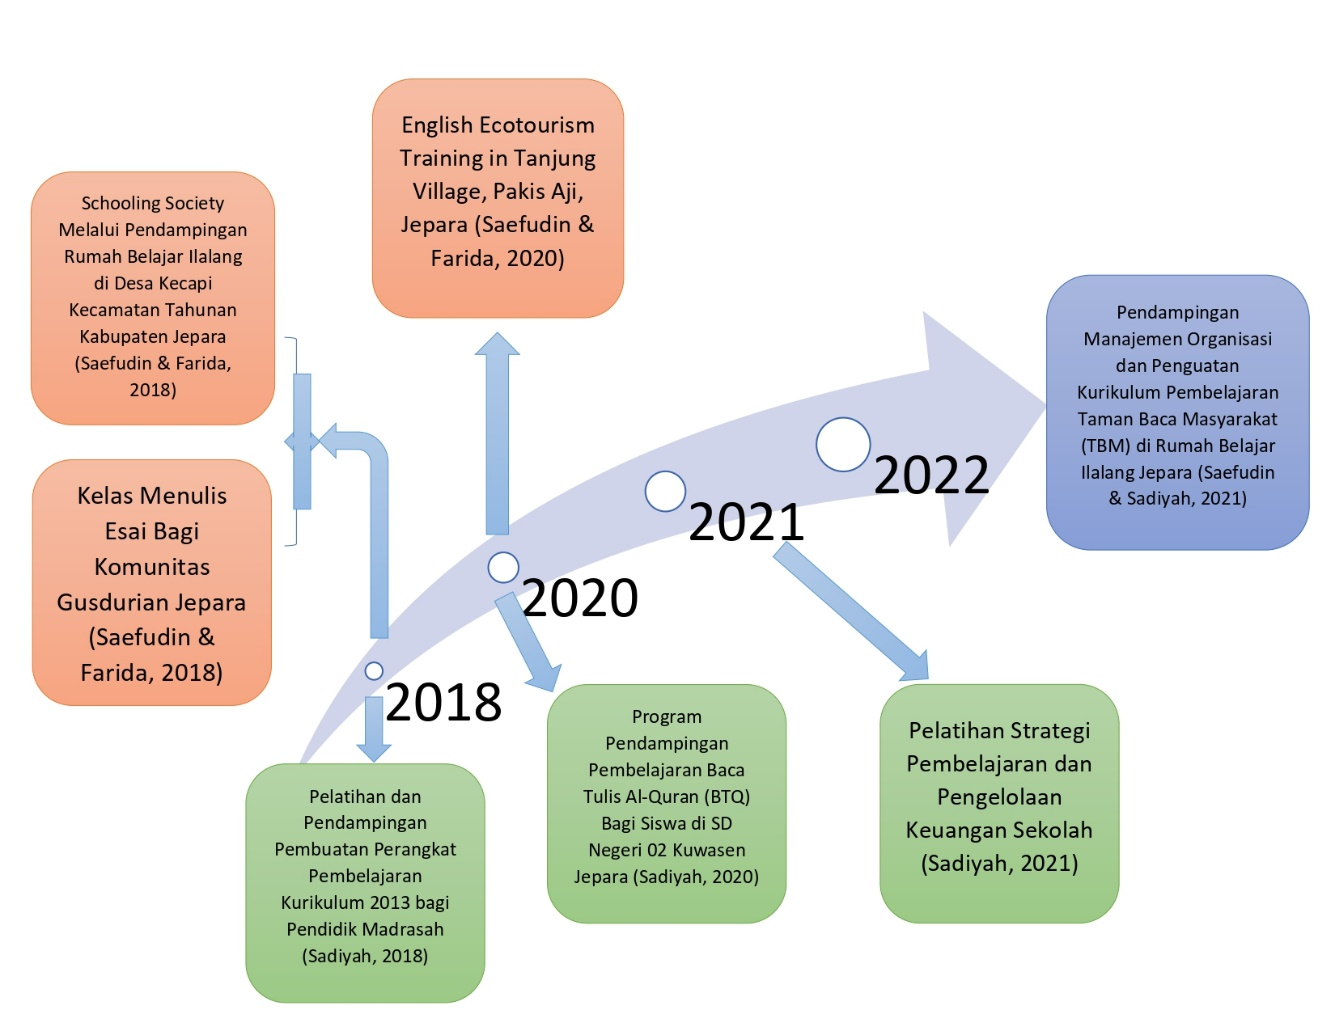 English Ecotourism
Training in Tanjung
Village, Pakis Aji,
Jepara (Saefudin &
Farida, 2020)
Schooling Society
Melalui Pendampingan
Rumah Belajar Ilalang
di Desa Kecapi
Kecamatan Tahunan
Kabupaten Jepara
(Saefudin & Farida,
2018)
Kelas Menulis
Esai Bagi
Komunitas
Gusdurian Jepara
(Saefudin &
Farida, 2018)
Pendampingan
Manajemen Organisasi
dan Penguatan
Kurikulum Pembelajaran
Taman Baca Masyarakat
(TBM) di Rumah Belajar
Ilalang Jepara (Saefudin
& Sadiyah, 2021)
2022
2021
2020
2018
Pelatihan dan
Pendampingan
Pembuatan Perangkat
Pembelajaran
Kurikulum 2013 bagi
Pendidik Madrasah
(Sadiyah, 2018)
Program
Pendampingan
Pembelajaran Baca
Tulis Al-Quran (BTQ)
Bagi Siswa di SD
Negeri 02 Kuwasen
Jepara (Sadiyah, 2020)
Pelatihan Strategi
Pembelajaran dan
Pengelolaan
Keuangan Sekolah
(Sadiyah, 2021)